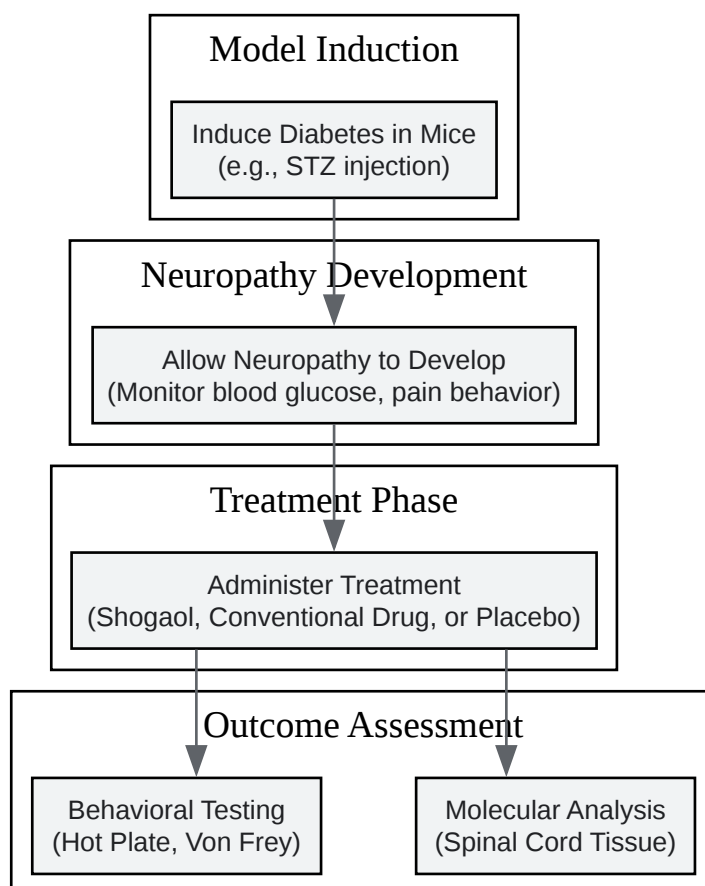 Model Induction
Induce Diabetes in Mice
(e.g., STZ injection)
Neuropathy Development
Allow Neuropathy to Develop
(Monitor blood glucose, pain behavior)
Treatment Phase
Administer Treatment
(Shogaol, Conventional Drug, or Placebo)
Outcome Assessment
Behavioral Testing
(Hot Plate, Von Frey)
Molecular Analysis
(Spinal Cord Tissue)